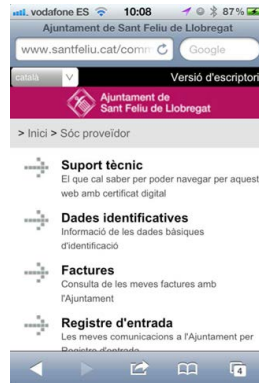 vodafone ES 10:08 87%
Ajuntament de Sant Feliu de Llobregat
www.santfeliu.cat/comm Google
català V Versió d'escriptori
Ajuntament de
Sant Feliu de Llobregat
> Inici > Sóc proveïdor
Suport tècnic
El que cal saber per poder navegar per aquest
web amb certificat digital
Dades identificatives
Informació de les dades bàsiques
d'identificació
Factures
Consulta de les meves factures amb
l'Ajuntament
Registre d'entrada
Les meves comunicacions a l'Ajuntament per
Registre d'entrada
4